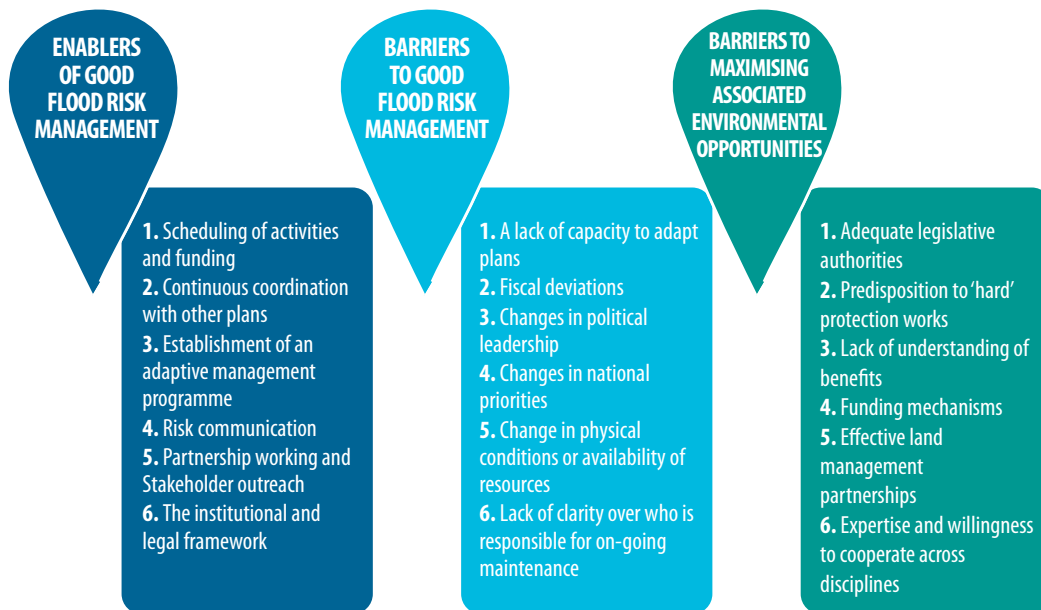 ENABLERS
OF GOOD
FLOOD RISK
MANAGEMENT
1. Scheduling of activities
and funding
2. Continuous coordination
with other plans
3. Establishment of an
adaptive management
programme
4. Risk communication
5. Partnership working and
Stakeholder outreach
6. The institutional and
legal framework
BARRIERS
TO GOOD
FLOOD RISK
MANAGEMENT
1. A lack of capacity to adapt
plans
2. Fiscal deviations
3. Changes in political
leadership
4. Changes in national
priorities
5. Change in physical
conditions or availability of
resources
6. Lack of clarity over who is
responsible for on-going
maintenance
BARRIERS TO
MAXIMISING
ASSOCIATED
ENVIRONMENTAL
OPPORTUNITIES
1. Adequate legislative
authorities
2. Predisposition to ‘hard’
protection works
3. Lack of understanding of
benefits
4. Funding mechanisms
5. Effective land
management
partnerships
6. Expertise and willingness
to cooperate across
disciplines